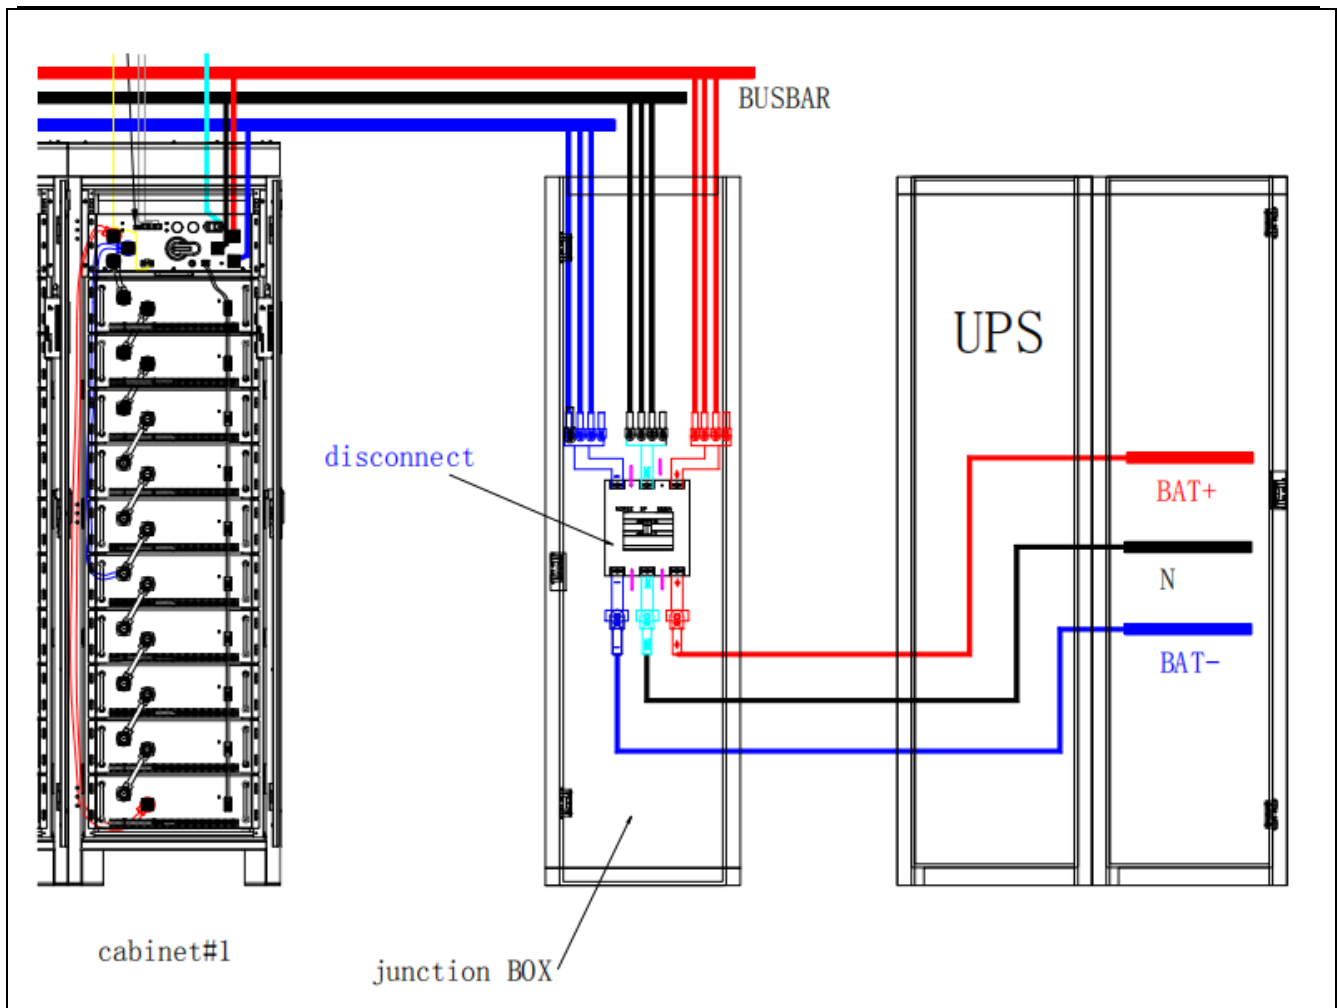 BUSBAR
UPS
disconnect
BAT+
N
BAT-
cabinet#1
junction BOX